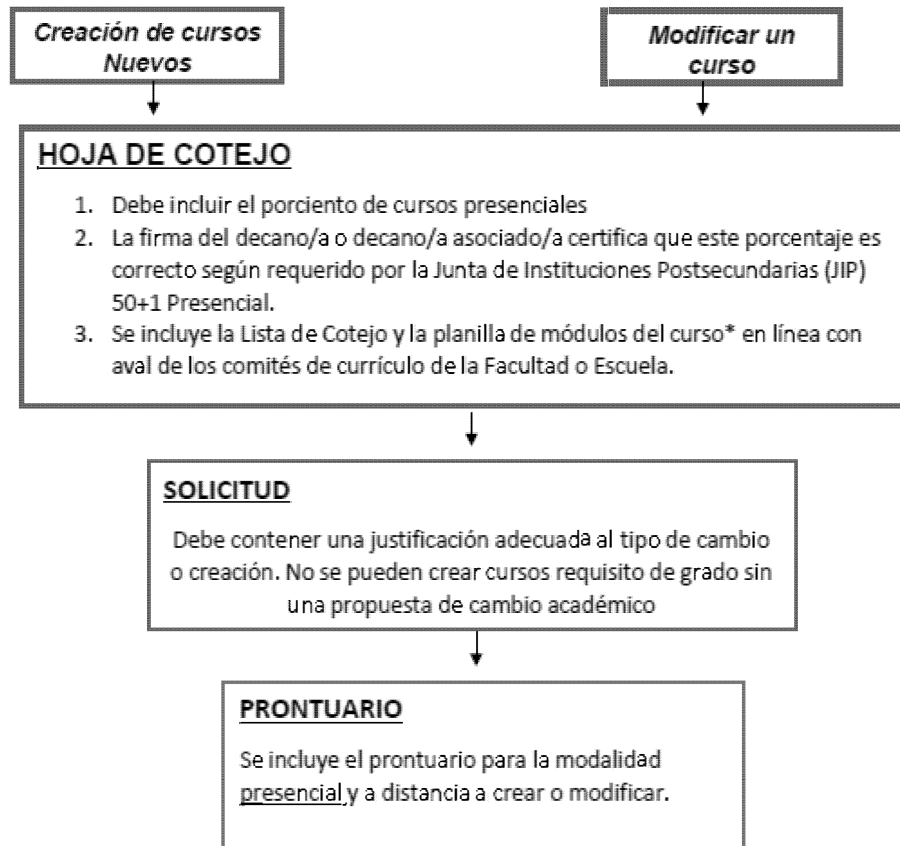 Creación de cursos
Nuevos
Modificar un
curso
HOJA DE COTEJO
1. Debe incluir el porciento de cursos presenciales
2. La firma del decano/a o decano/a asociado/a certifica que este porcentaje es
correcto según requerido por la Junta de Instituciones Postsecundarias (JIP)
50+1 Presencial.
3. Se incluye la Lista de Cotejo y la planilla de módulos del curso* en línea con
aval de los comités de currículo de la Facultad o Escuela.
SOLICITUD
Debe contener una justificación adecuada al tipo de cambio
o creación. No se pueden crear cursos requisito de grado sin
una propuesta de cambio académico
PRONTUARIO
Se incluye el prontuario para la modalidad
presencial y a distancia a crear o modificar.